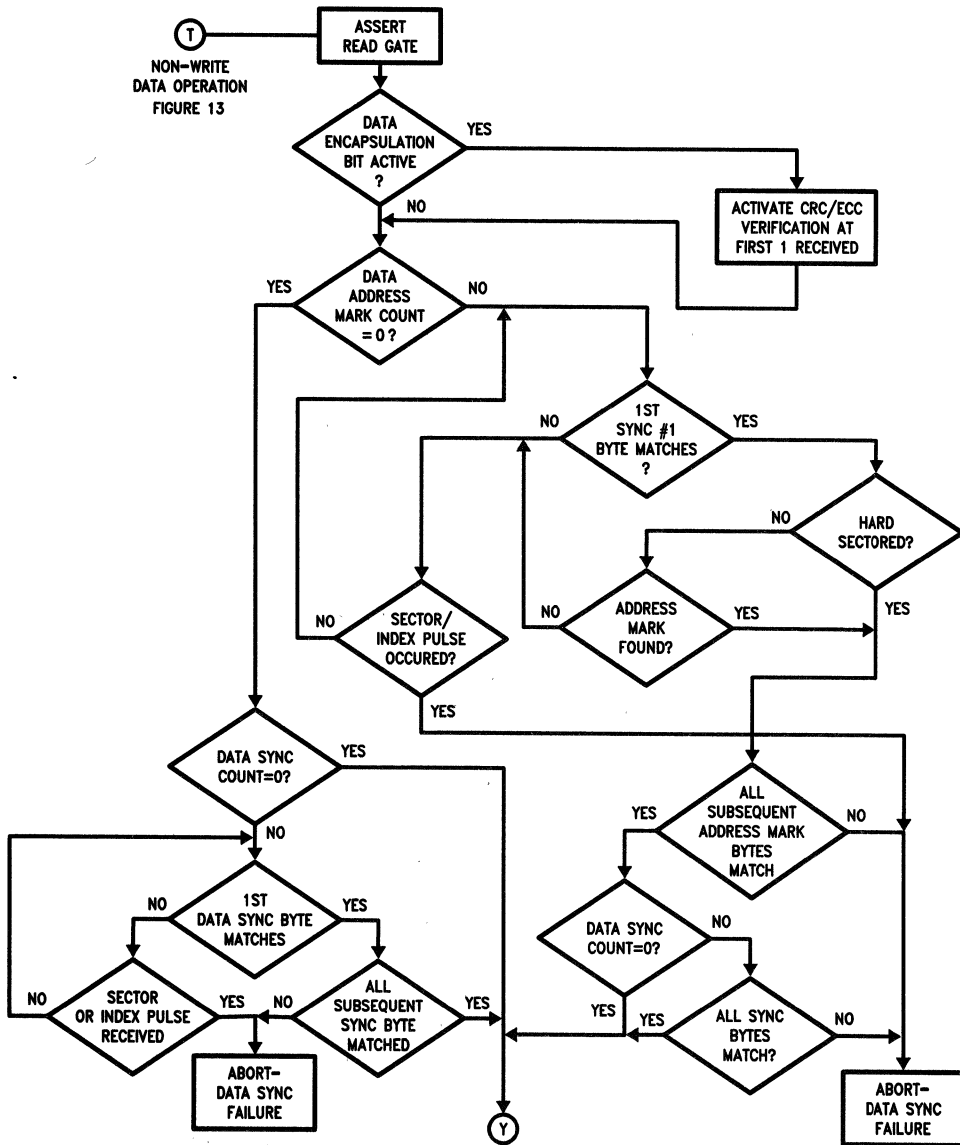 T
NON-WRITE
DATA OPERATION
FIGURE 13
ASSERT
READ GATE
DATA
ENCAPSULATION
BIT ACTIVE
?
YES
NO
ACTIVATE CRC/ECC
VERIFICATION AT
FIRST 1 RECEIVED
DATA
ADDRESS
MARK COUNT
=0?
YES
NO
1ST
SYNC #1
BYTE MATCHES
?
NO
YES
HARD
SECTORED?
NO
YES
ADDRESS
MARK
FOUND?
NO
YES
SECTOR/
INDEX PULSE
OCCURED?
NO
YES
DATA SYNC
COUNT=0?
YES
NO
ALL
SUBSEQUENT
ADDRESS MARK
BYTES
MATCH
YES
NO
1ST
DATA SYNC BYTE
MATCHES
NO
YES
DATA SYNC
COUNT=0?
NO
YES
SECTOR
OR INDEX PULSE
RECEIVED
NO
YES
ALL
SUBSEQUENT
SYNC BYTE
MATCHED
NO
YES
ALL SYNC
BYTES
MATCH?
YES
NO
ABORT-
DATA SYNC
FAILURE
Y
ABORT-
DATA SYNC
FAILURE